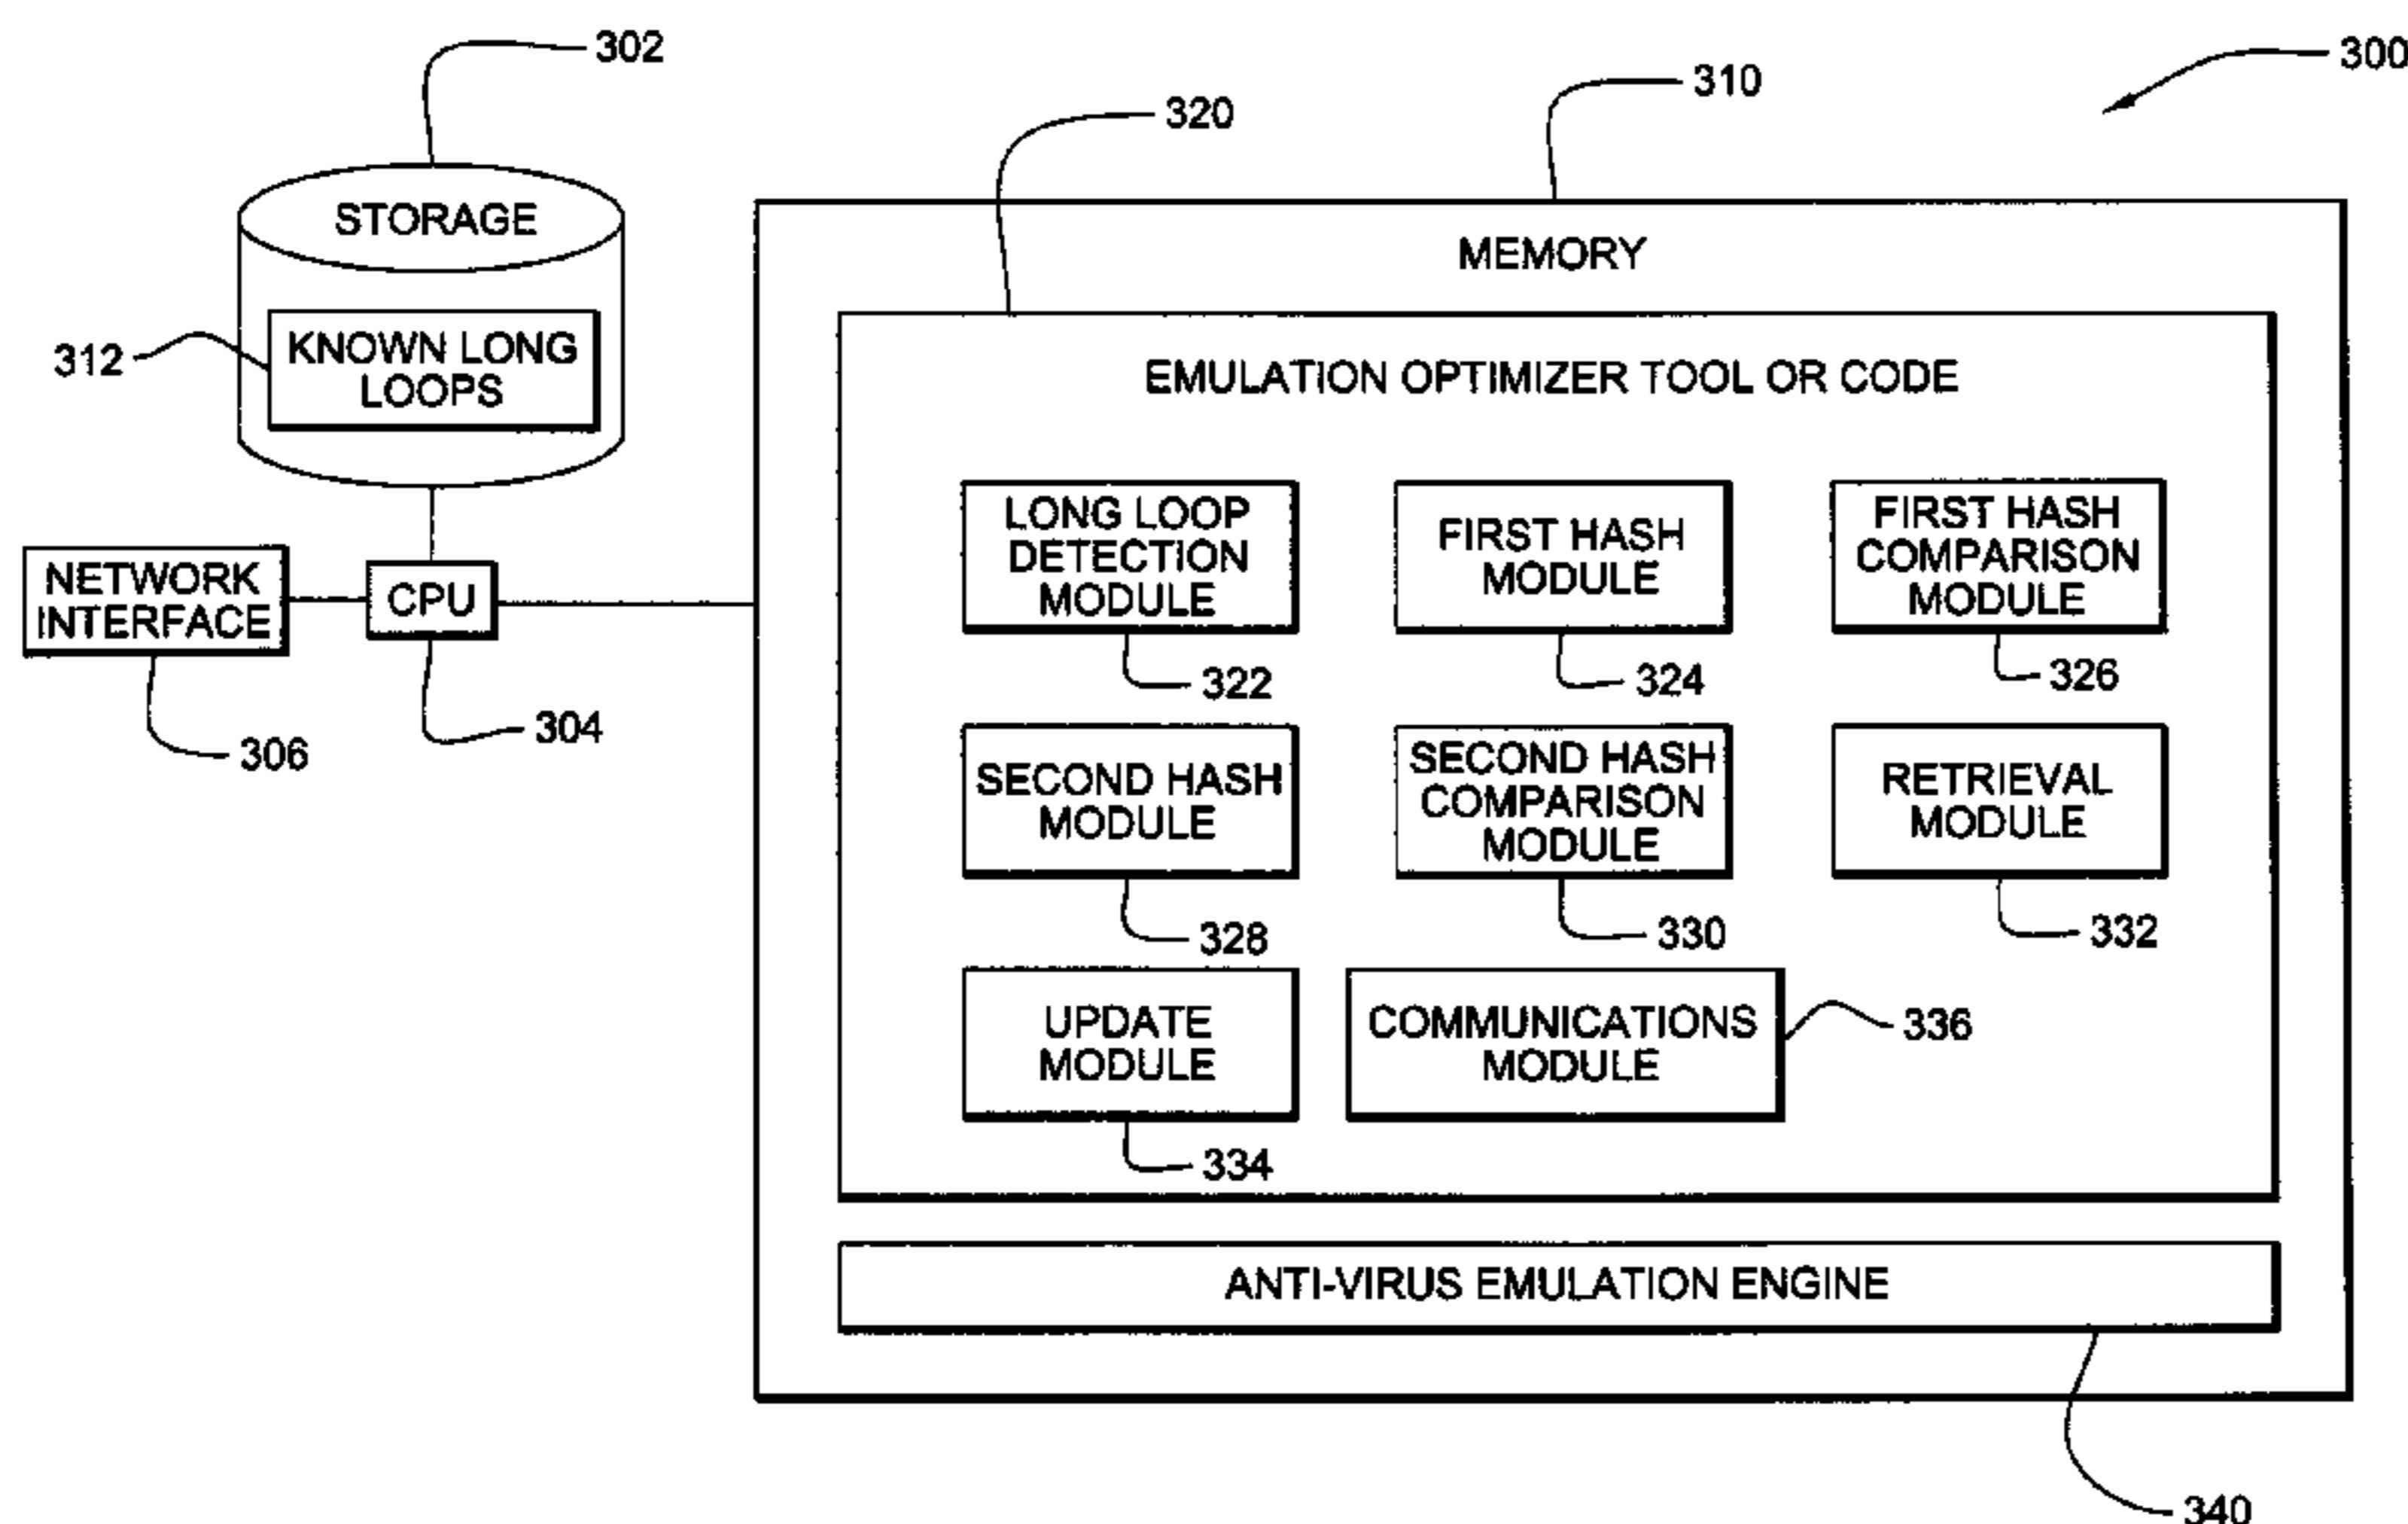 302
300
310
320
STORAGE
MEMORY
312
KNOWN LONG
LOOPS
EMULATION OPTIMIZER TOOL OR CODE
LONG LOOP
DETECTION
MODULE
322
FIRST HASH
MODULE
324
FIRST HASH
COMPARISON
MODULE
326
NETWORK
INTERFACE
306
CPU
304
SECOND HASH
MODULE
328
SECOND HASH
COMPARISON
MODULE
330
RETRIEVAL
MODULE
332
UPDATE
MODULE
334
COMMUNICATIONS
MODULE
336
ANTI-VIRUS EMULATION ENGINE
340